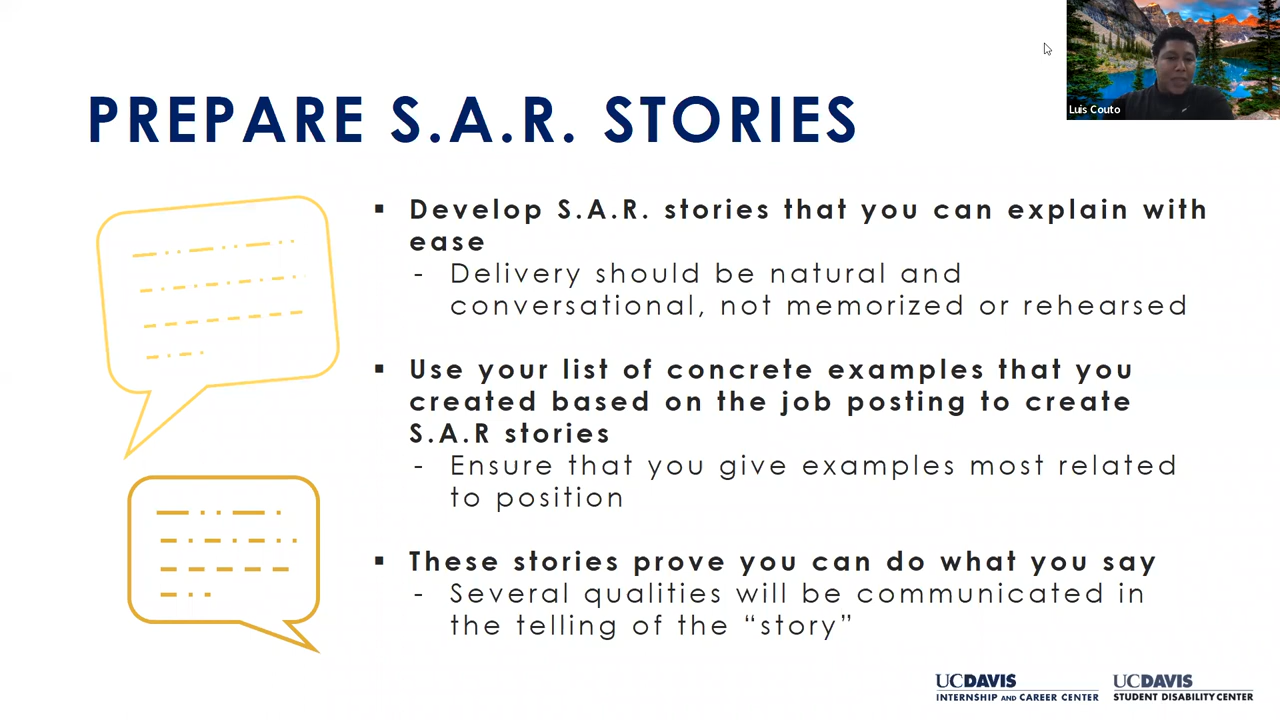 Luis Couto
PREPARE S.A.R. STORIES
▪ Develop S.A.R. stories that you can explain with
ease
- Delivery should be natural and
conversational, not memorized or rehearsed
▪ Use your list of concrete examples that you
created based on the job posting to create
S.A.R stories
- Ensure that you give examples most related
to position
▪ These stories prove you can do what you say
- Several qualities will be communicated in
the telling of the “story”
UCDAVIS
INTERNSHIP AND CAREER CENTER
UCDAVIS
STUDENT DISABILITY CENTER